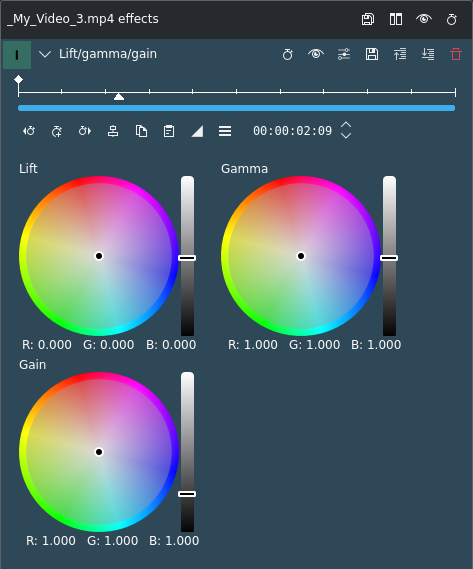 _My_Video_3.mp4 effects
Lift/gamma/gain
00:00:02:09
Lift
Gamma
R: 0.000 G: 0.000 B: 0.000
R: 1.000 G: 1.000 B: 1.000
Gain
R: 1.000 G: 1.000 B: 1.000